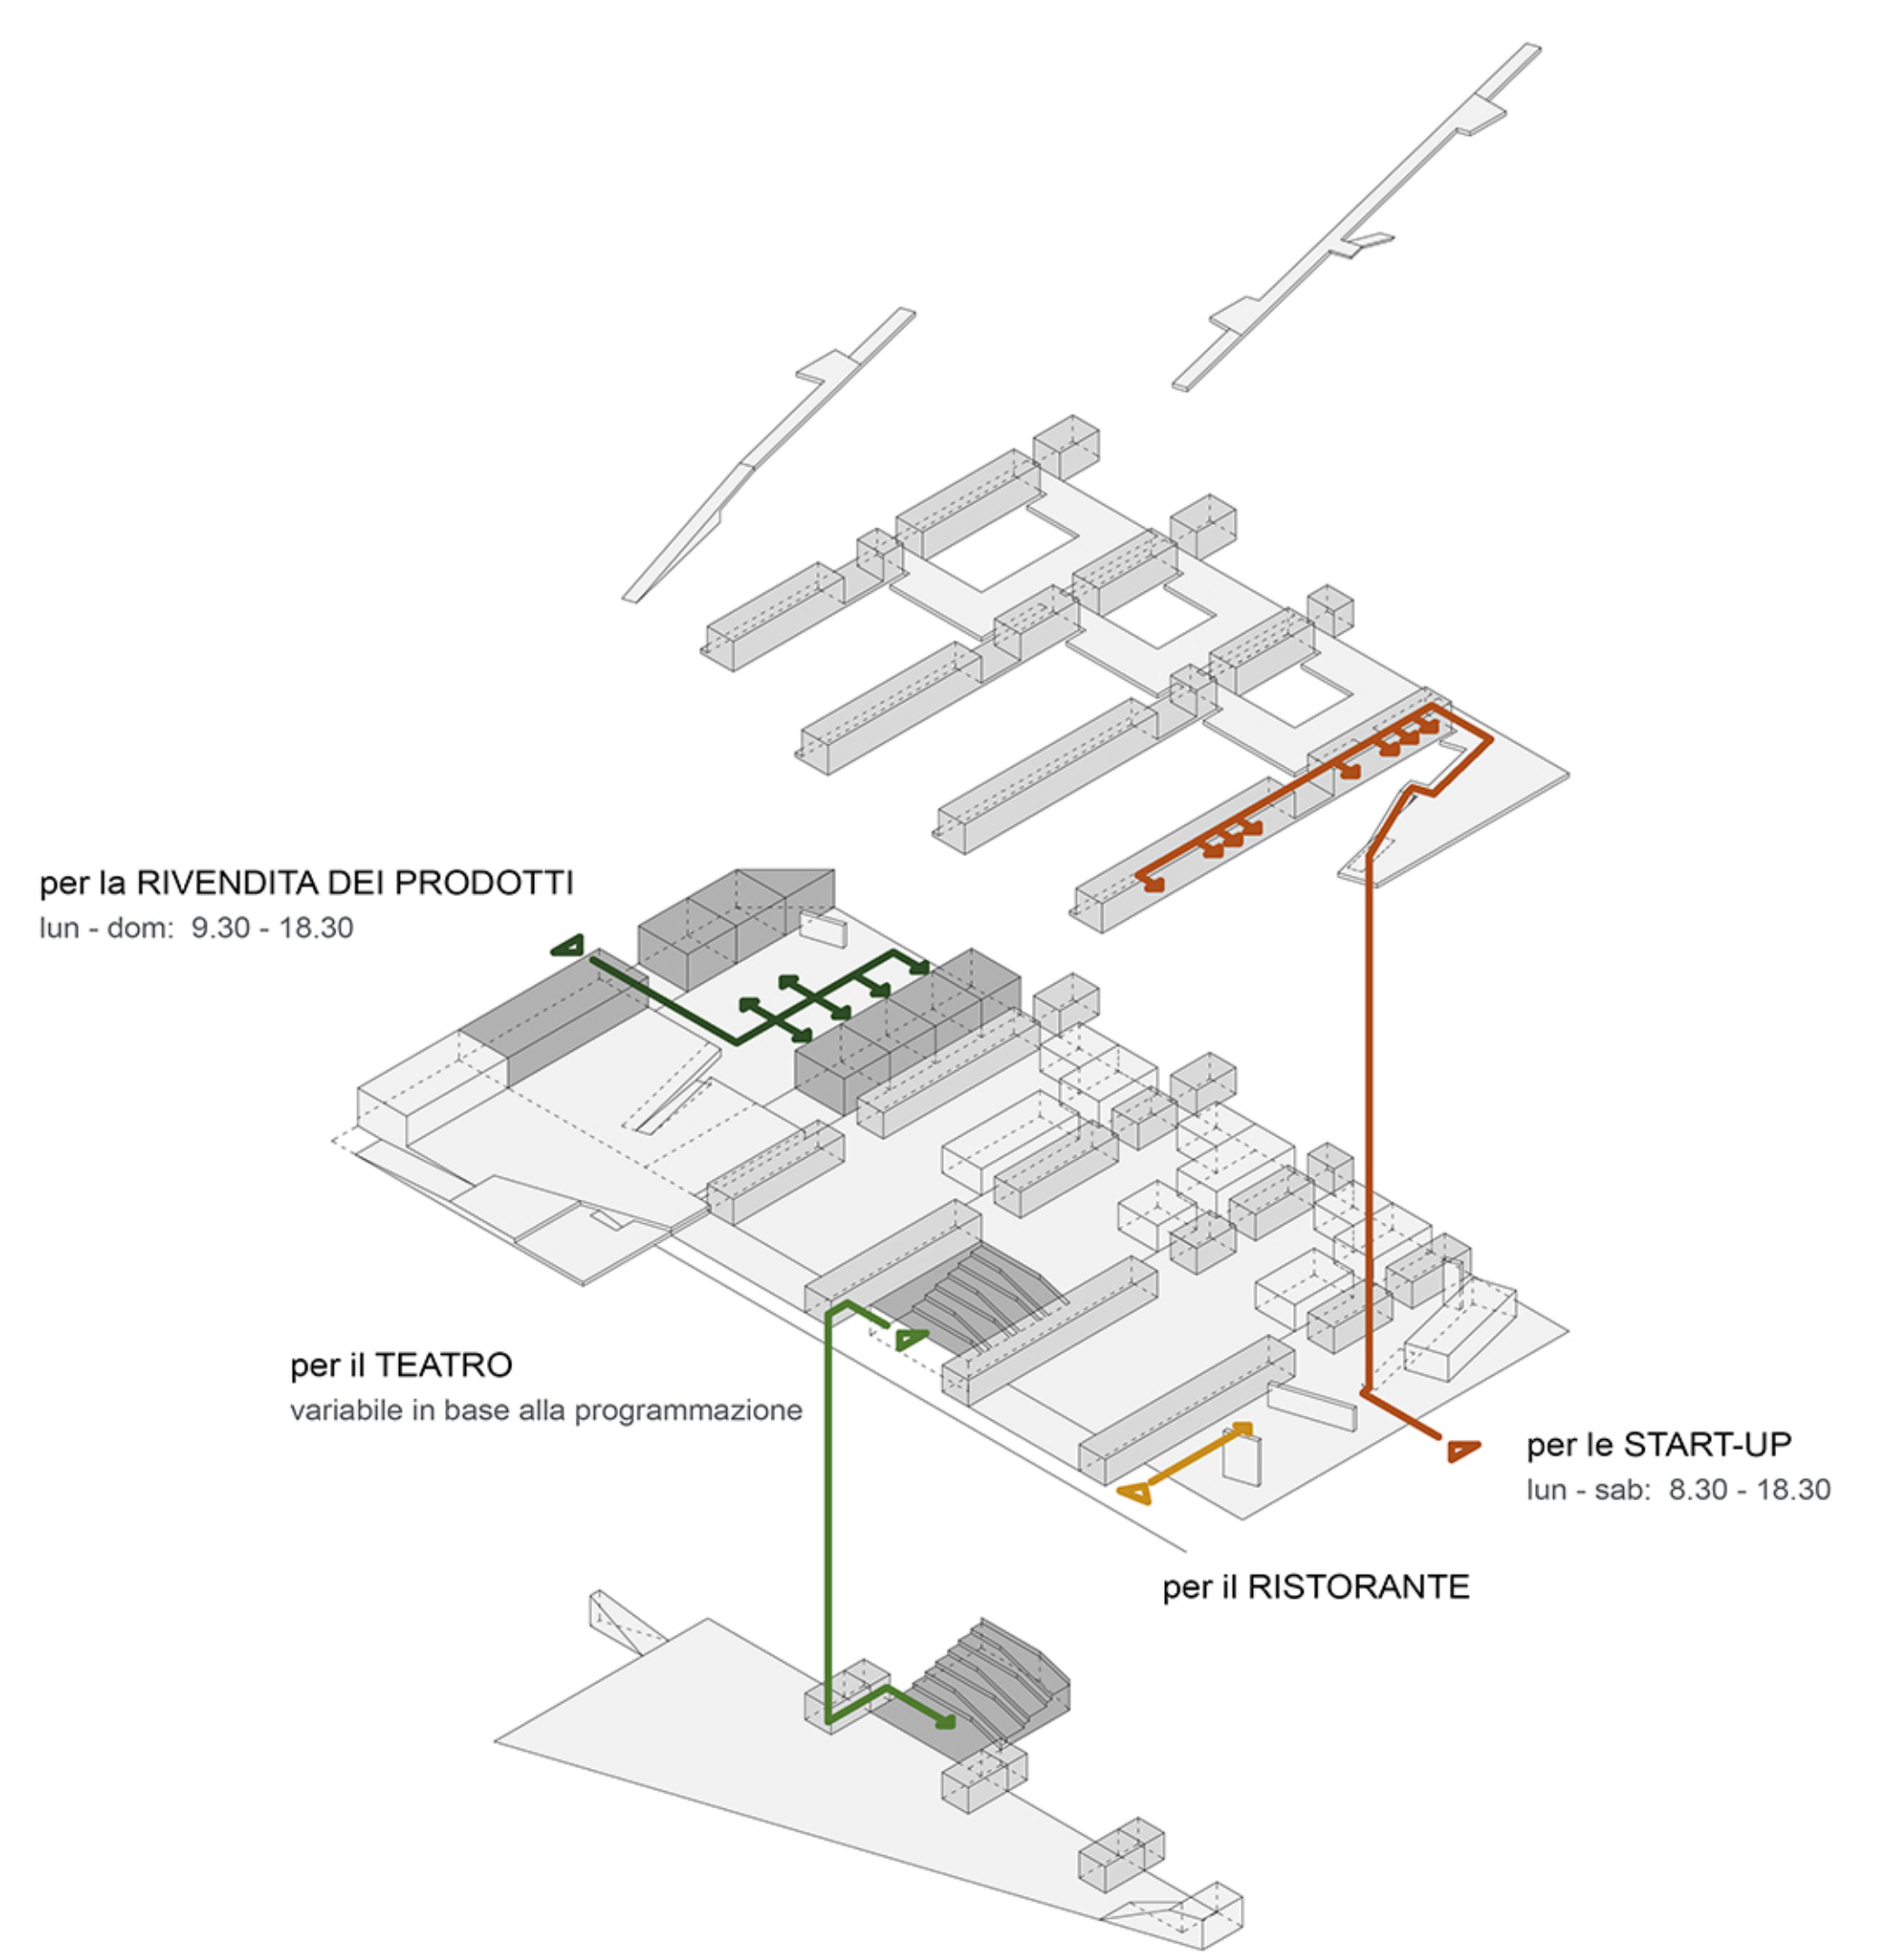 per la RIVENDITA DEI PRODOTTI
lun - dom: 9.30 - 18.30
per il TEATRO
variabile in base alla programmazione
per le START-UP
lun - sab: 8.30 - 18.30
per il RISTORANTE